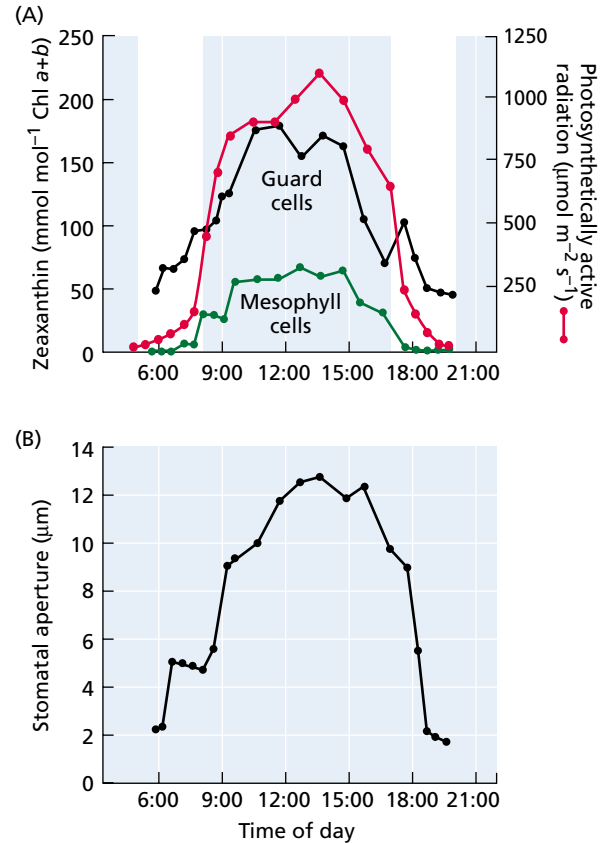 (A)
Zeaxanthin (mmol mol⁻¹ Chl a+b)
250
200
150
100
50
0
Guard
cells
Mesophyll
cells
1250
1000
750
500
250
Photosynthetically active
radiation (μmol m⁻² s⁻¹)
6:00 9:00 12:00 15:00 18:00 21:00
(B)
Stomatal aperture (μm)
14
12
10
8
6
4
2
0
6:00 9:00 12:00 15:00 18:00 21:00
Time of day